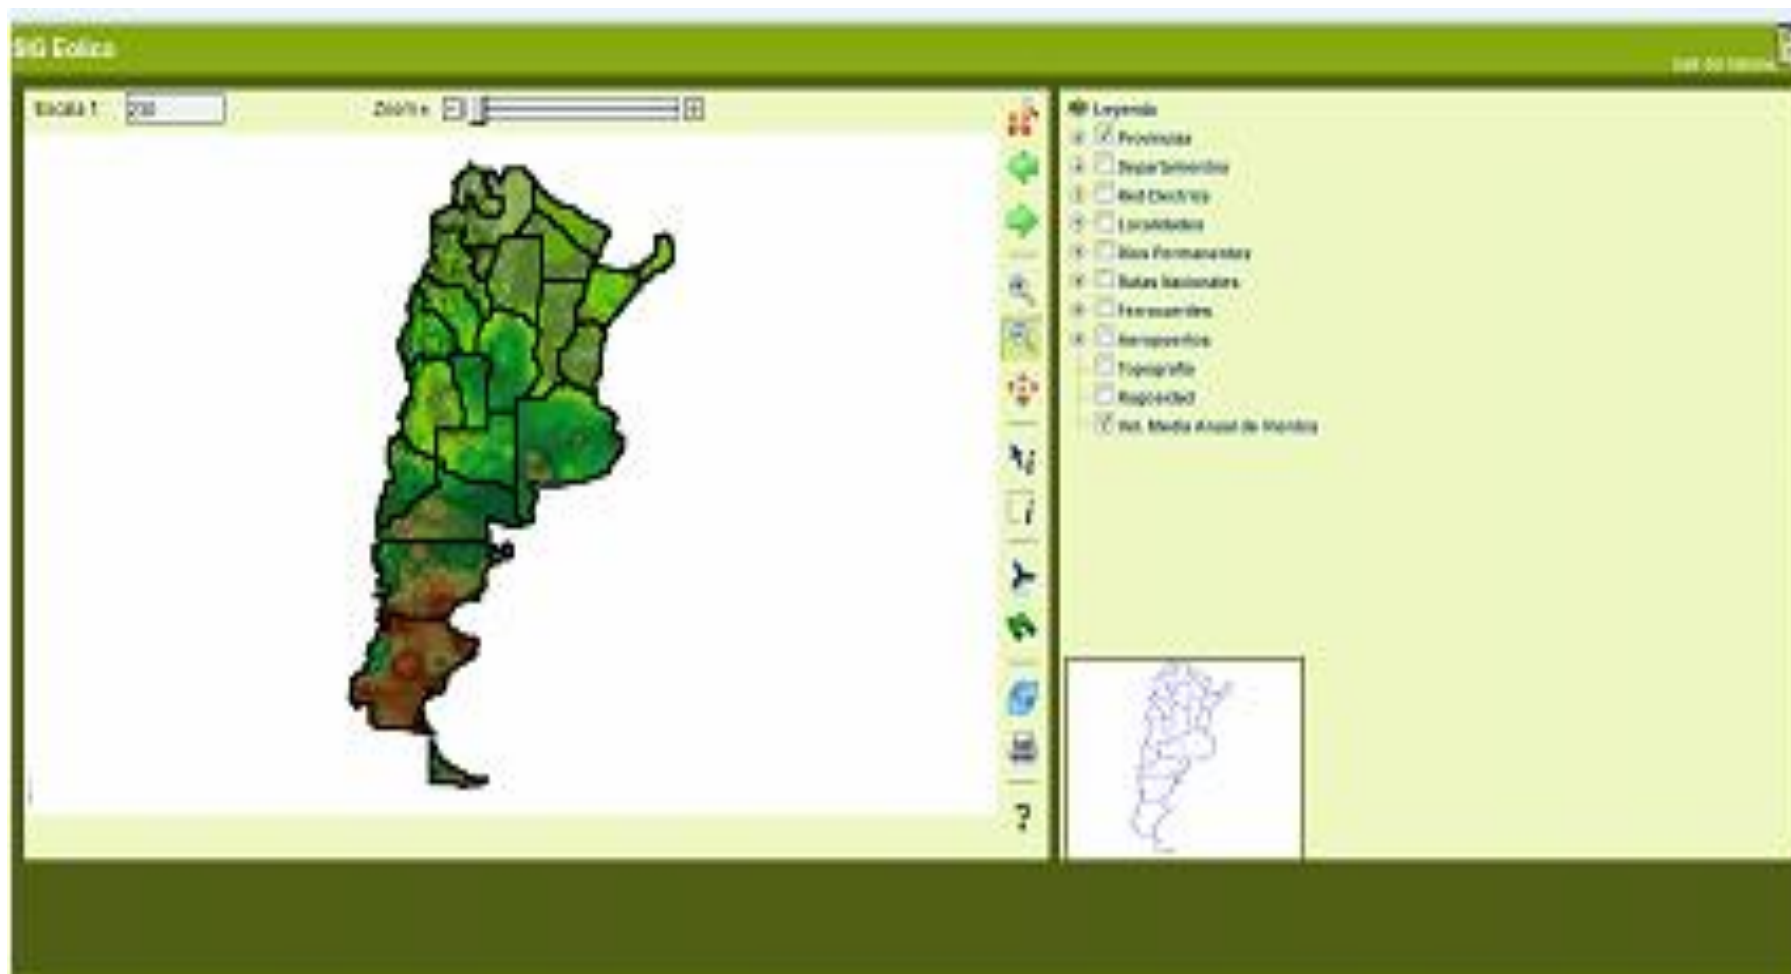 SIG Eolica
Escala 1:
Zoom
Leyenda
Provincias
Departamentos
Red Electrica
Localidades
Rios Permanentes
Rutas Nacionales
Ferrocarriles
Aeropuertos
Topografia
Rugosidad
Vel. Media Anual de Viento
?